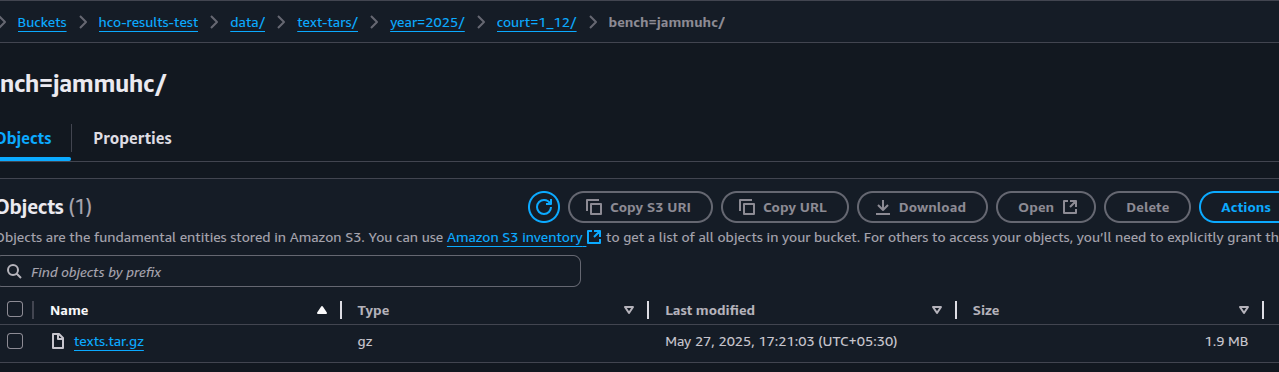 Buckets > hco-results-test > data/ > text-tars/ > year=2025/ > court=1_12/ > bench=jammuhc/
nch=jammuhc/
Objects Properties
Objects (1) Copy S3 URI Copy URL Download Open Delete Actions
Objects are the fundamental entities stored in Amazon S3. You can use Amazon S3 inventory to get a list of all objects in your bucket. For others to access your objects, you'll need to explicitly grant th
Find objects by prefix
Name Type Last modified Size
texts.tar.gz gz May 27, 2025, 17:21:03 (UTC+05:30) 1.9 MB